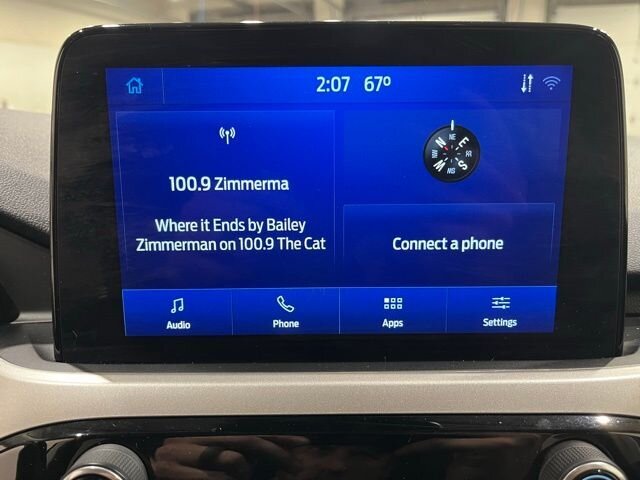 2:07 67°
100.9 Zimmerma
Where it Ends by Bailey
Zimmerman on 100.9 The Cat
N NE E
S
W
Connect a phone
Audio
Phone
Apps
Settings